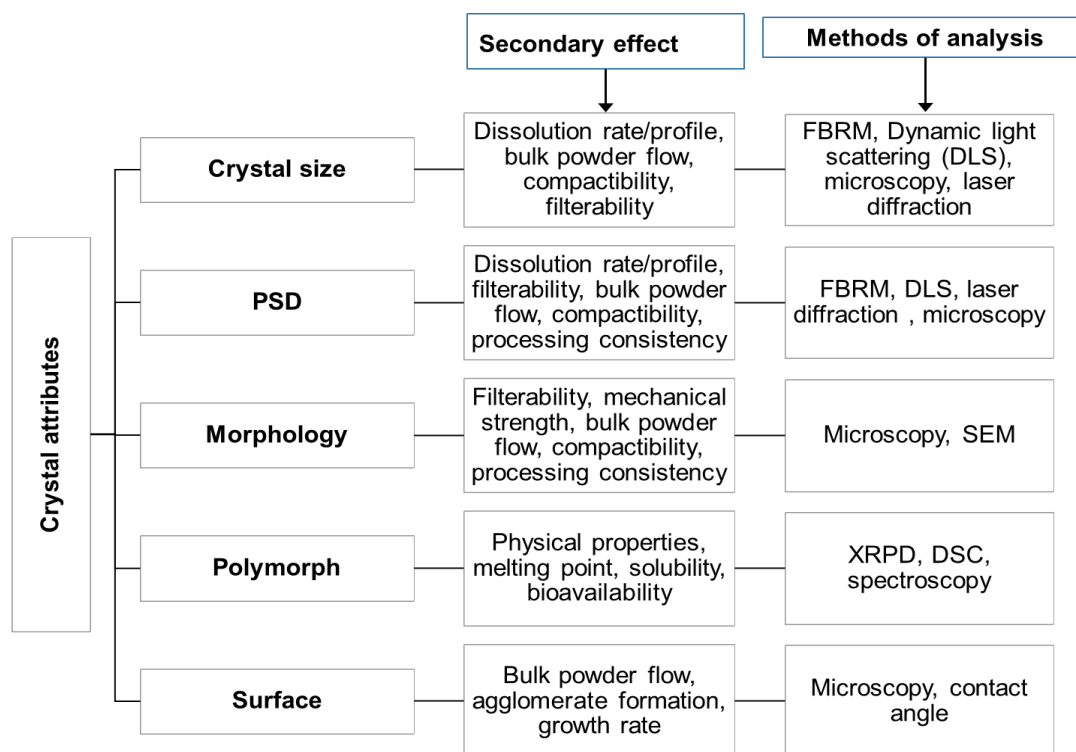 Secondary effect
Methods of analysis
Crystal attributes
Crystal size
Dissolution rate/profile,
bulk powder flow,
compactibility,
filterability
FBRM, Dynamic light
scattering (DLS),
microscopy, laser
diffraction
PSD
Dissolution rate/profile,
filterability, bulk powder
flow, compactibility,
processing consistency
FBRM, DLS, laser
diffraction , microscopy
Morphology
Filterability, mechanical
strength, bulk powder
flow, compactibility,
processing consistency
Microscopy, SEM
Polymorph
Physical properties,
melting point, solubility,
bioavailability
XRPD, DSC,
spectroscopy
Surface
Bulk powder flow,
agglomerate formation,
growth rate
Microscopy, contact
angle